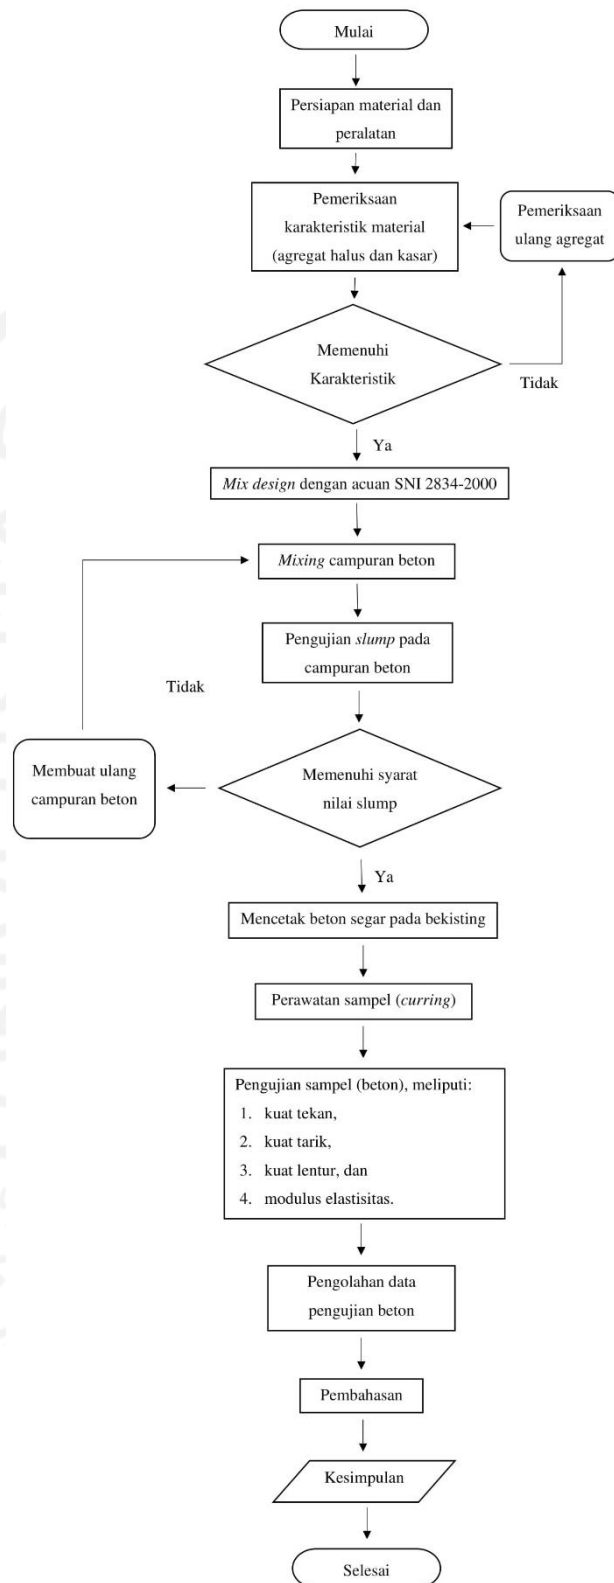 Mulai
Persiapan material dan
peralatan
Pemeriksaan
karakteristik material
(agregat halus dan kasar)
Pemeriksaan
ulang agregat
Memenuhi
Karakteristik
Tidak
Ya
Mix design dengan acuan SNI 2834-2000
Mixing campuran beton
Pengujian slump pada
campuran beton
Tidak
Membuat ulang
campuran beton
Memenuhi syarat
nilai slump
Ya
Mencetak beton segar pada bekisting
Perawatan sampel (curring)
Pengujian sampel (beton), meliputi:
1. kuat tekan,
2. kuat tarik,
3. kuat lentur, dan
4. modulus elastisitas.
Pengolahan data
pengujian beton
Pembahasan
Kesimpulan
Selesai